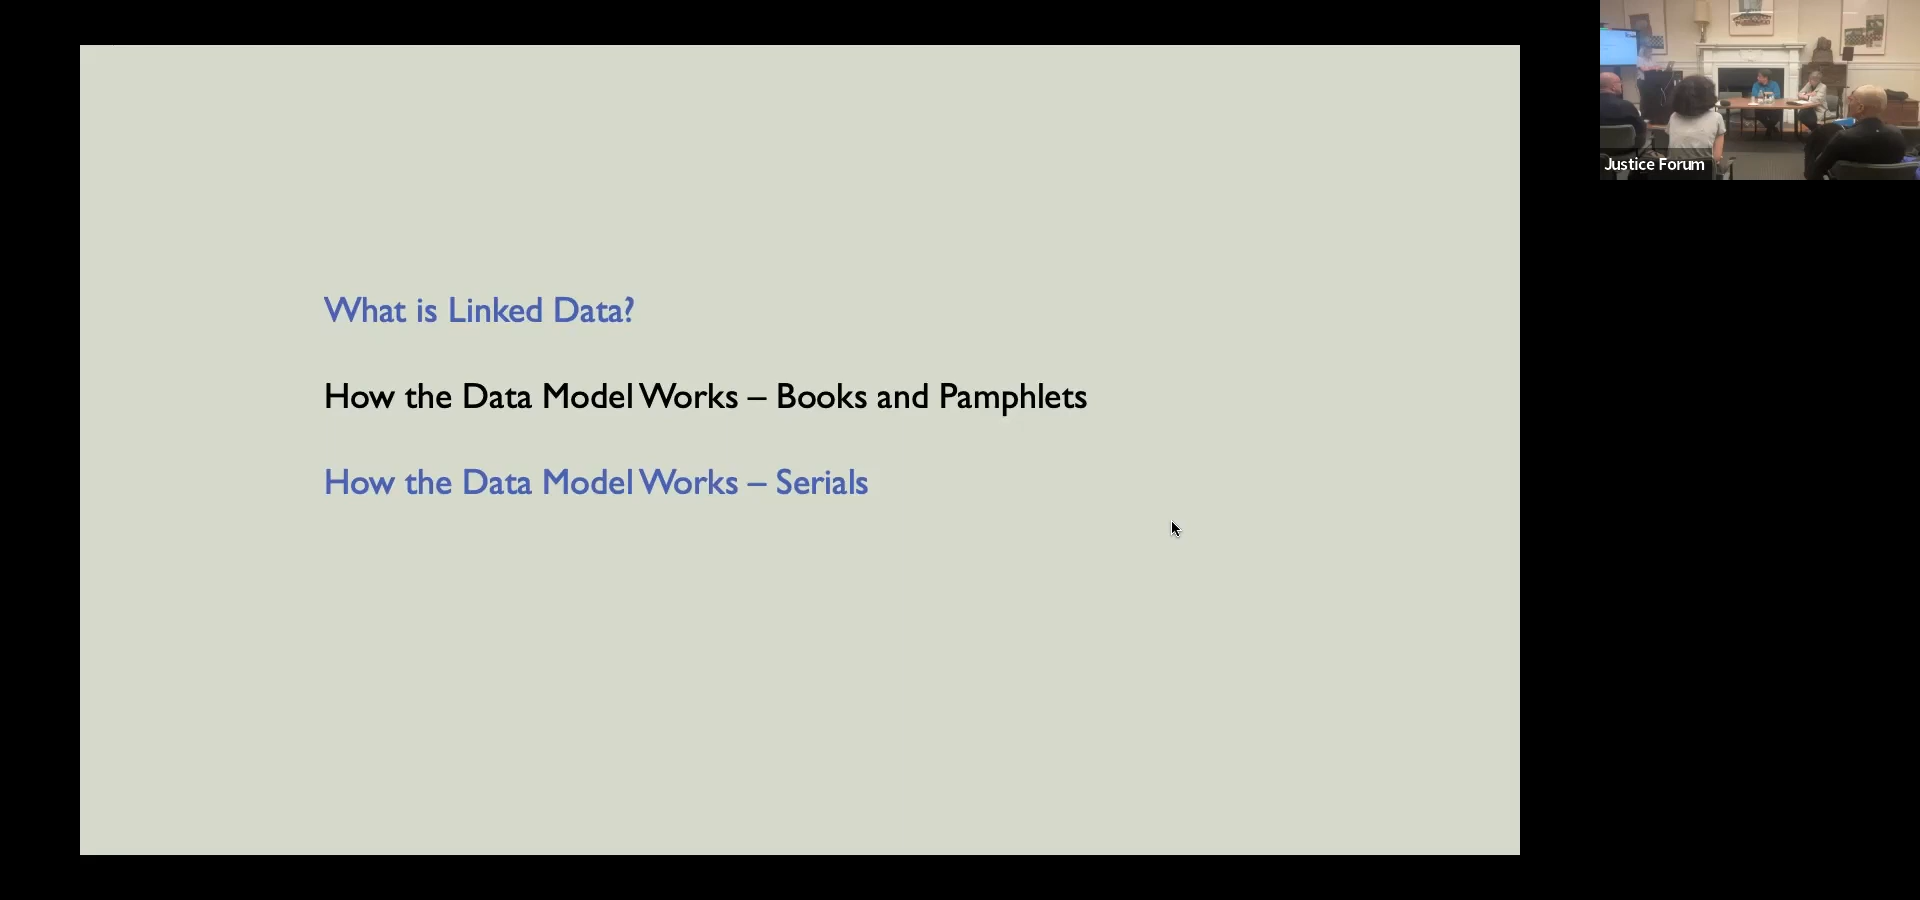 What is Linked Data?
How the Data Model Works – Books and Pamphlets
How the Data Model Works – Serials
Justice Forum